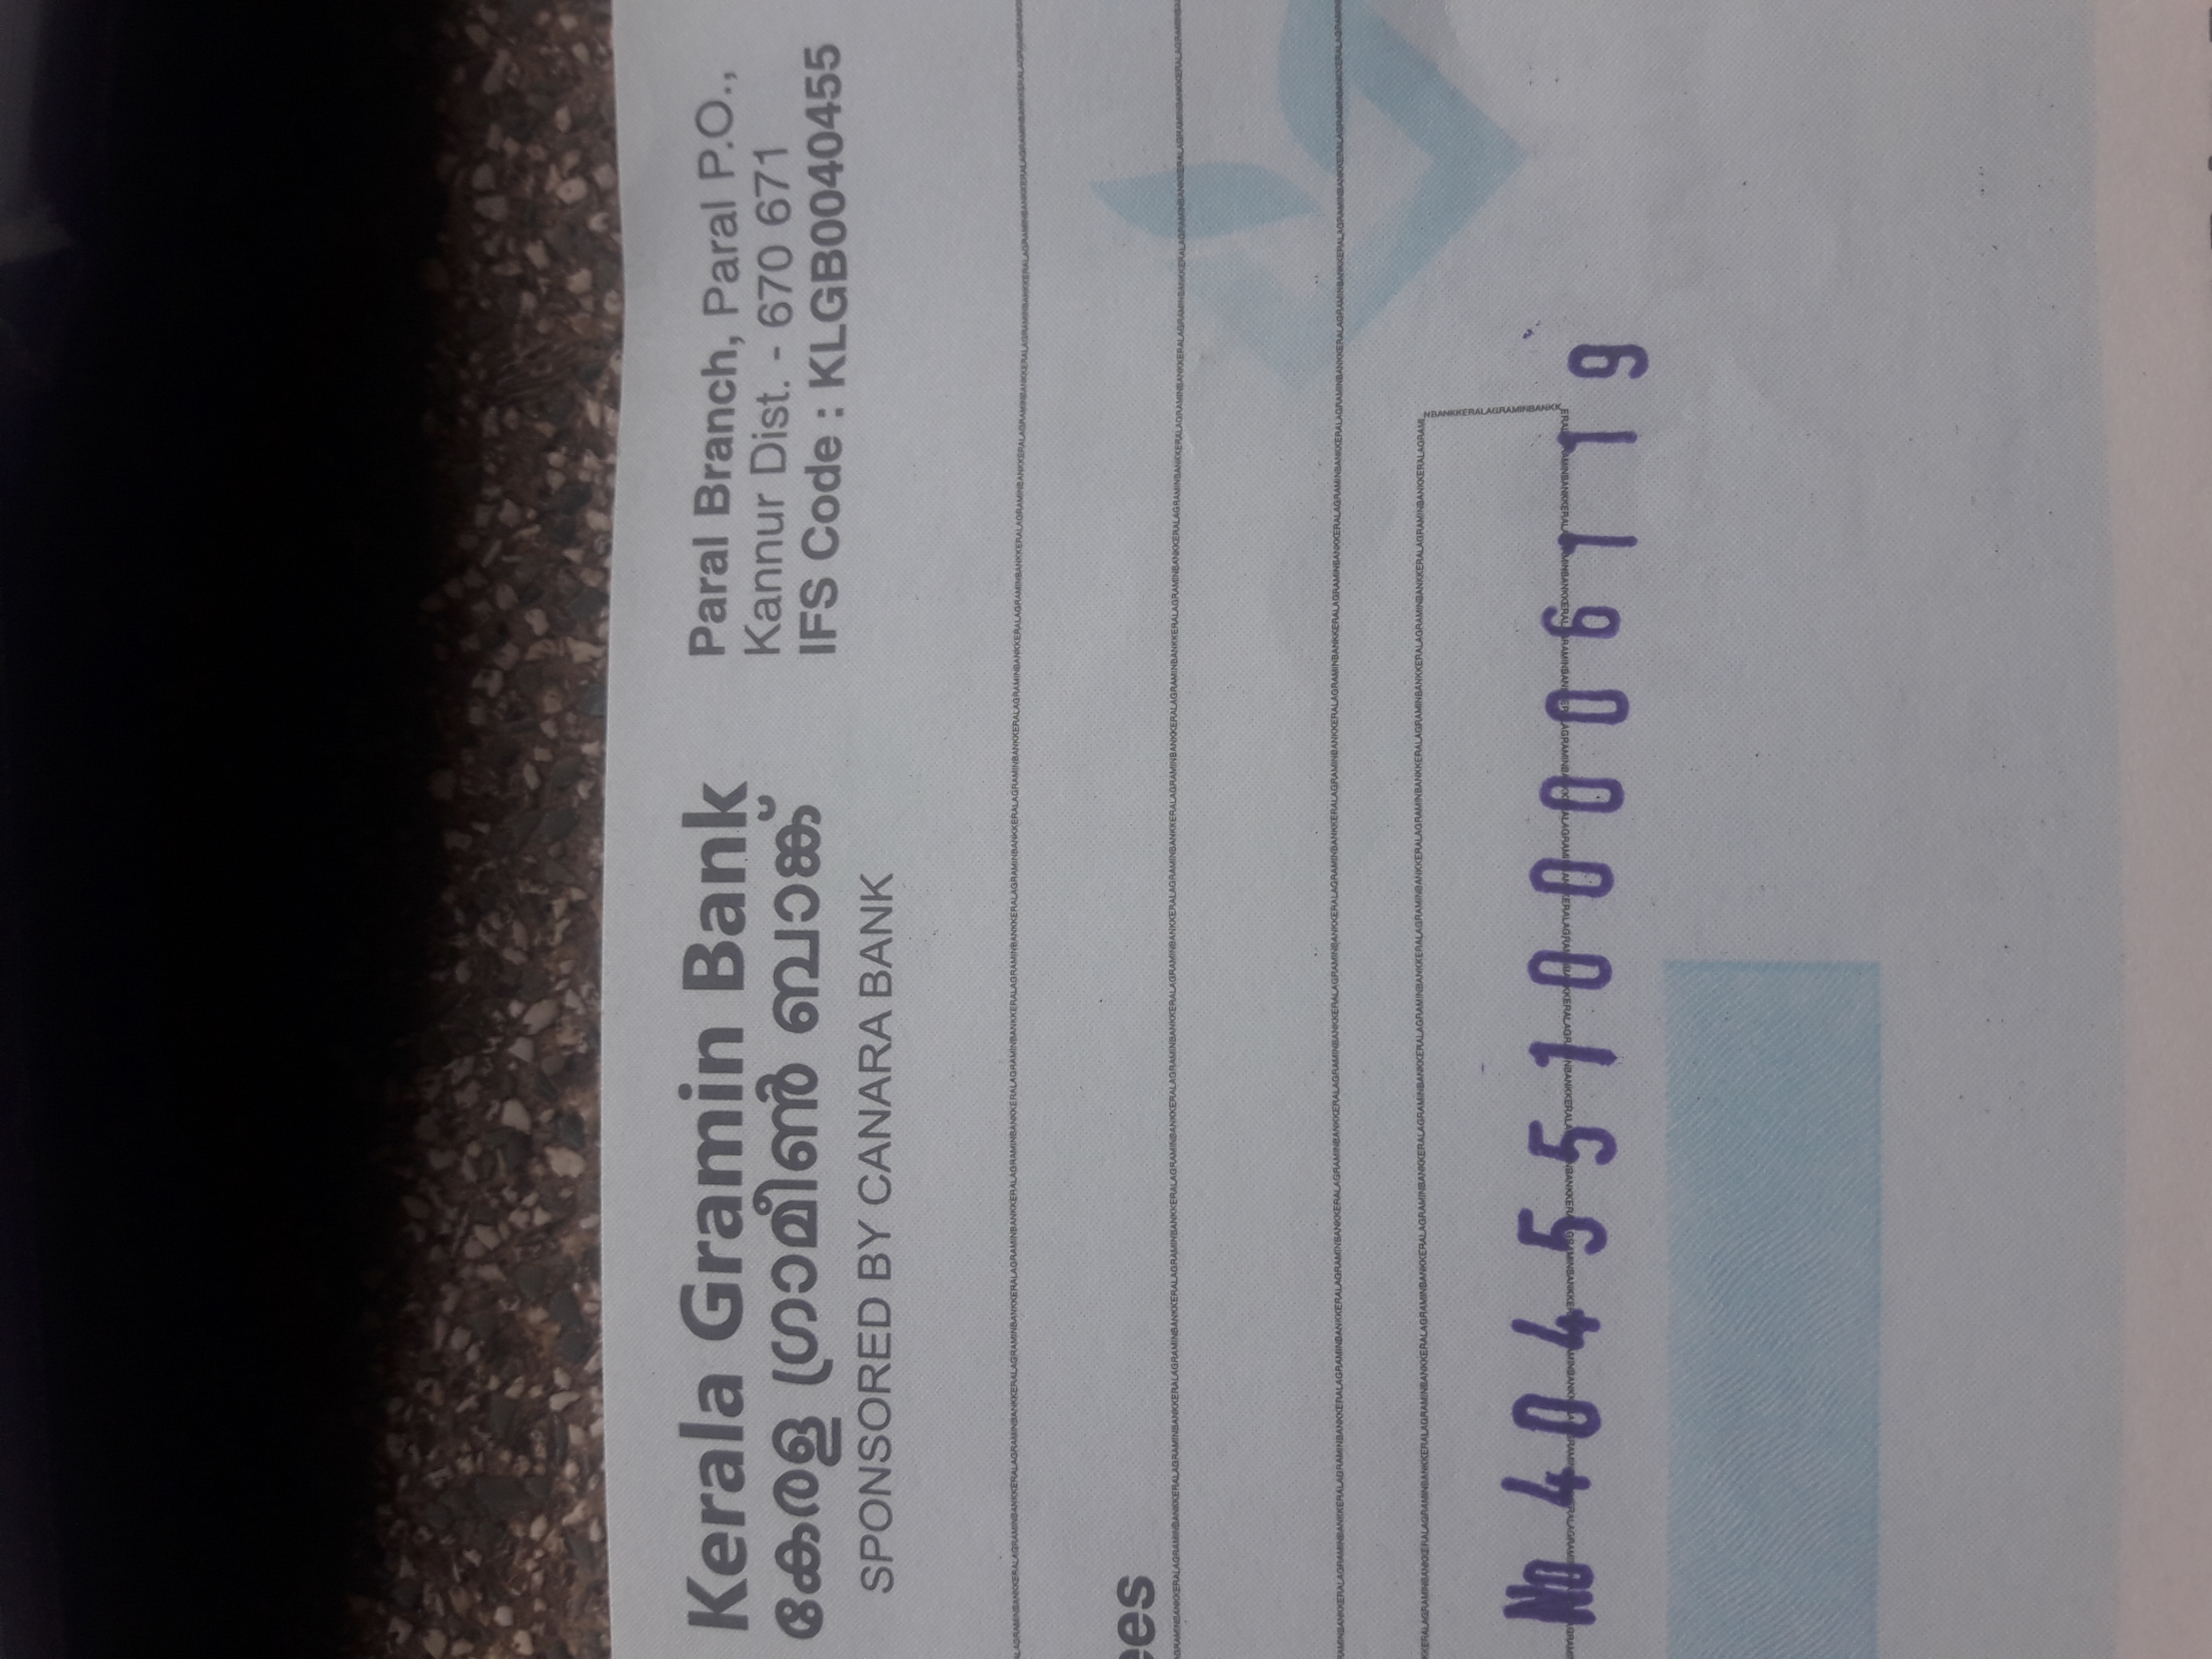 Kerala Gramin Bank
കേരള ഗ്രാമീൺ ബാങ്ക്
SPONSORED BY CANARA BANK
Paral Branch, Paral P.O.,
Kannur Dist. - 670 671
IFS Code : KLGB0040455
ees
No 40455100006119